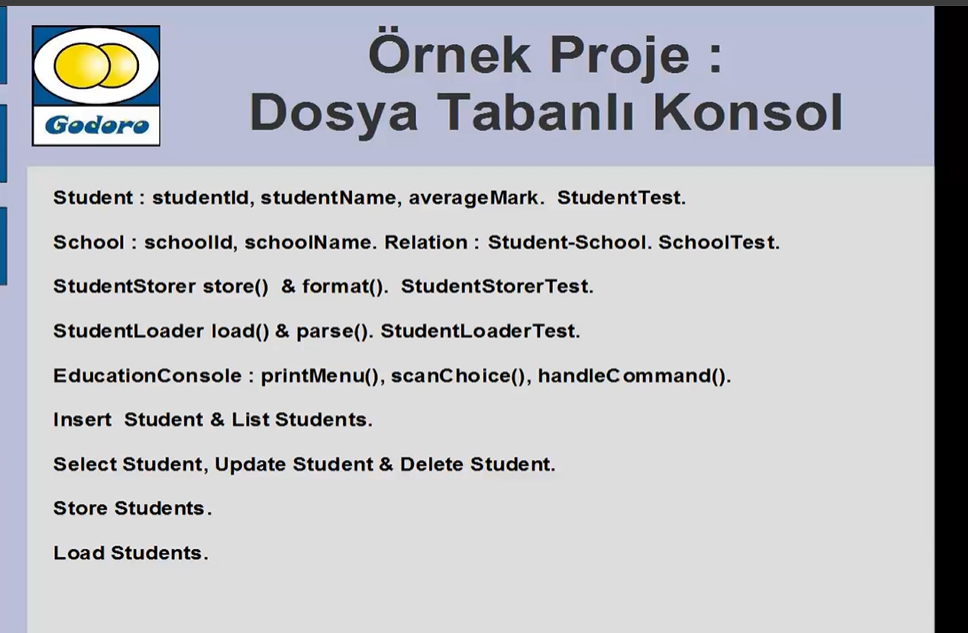 Godoro
Örnek Proje :
Dosya Tabanlı Konsol
Student : studentId, studentName, averageMark.  StudentTest.
School : schoolId, schoolName. Relation : Student-School. SchoolTest.
StudentStorer store()  & format().  StudentStorerTest.
StudentLoader load() & parse(). StudentLoaderTest.
EducationConsole : printMenu(), scanChoice(), handleCommand().
Insert  Student & List Students.
Select Student, Update Student & Delete Student.
Store Students.
Load Students.